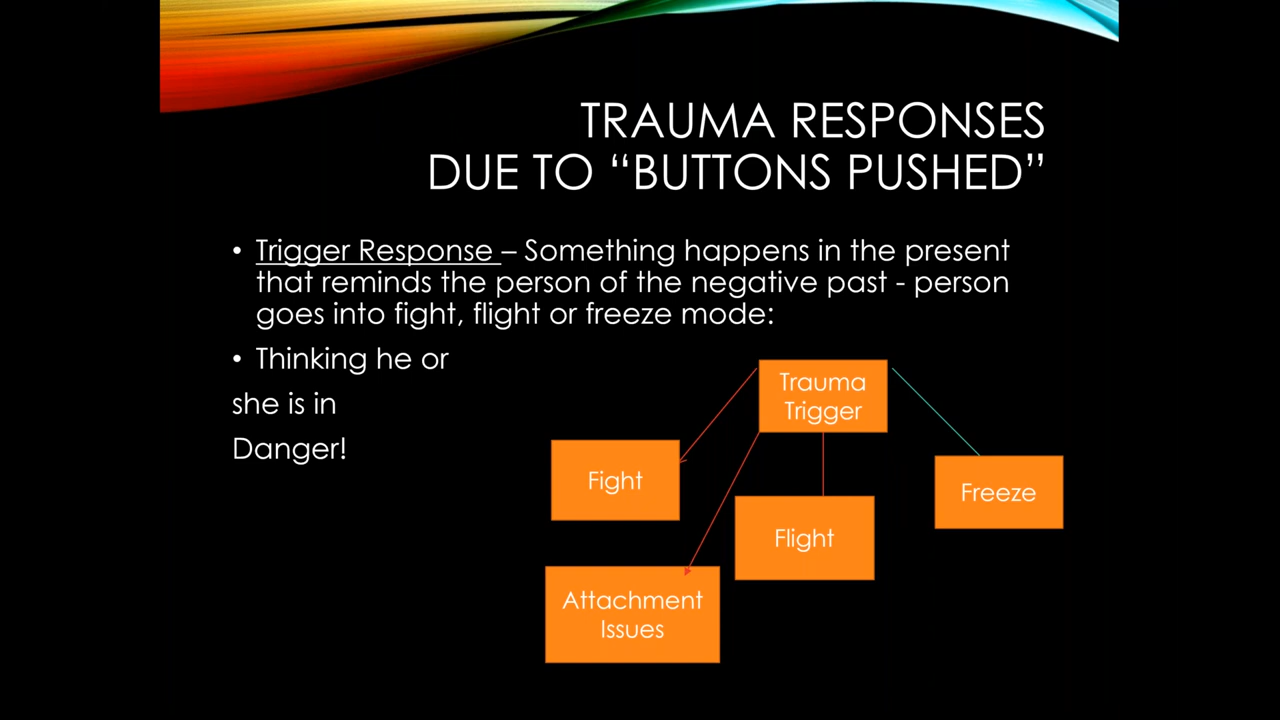 TRAUMA RESPONSES
DUE TO “BUTTONS PUSHED”
• Trigger Response – Something happens in the present
that reminds the person of the negative past - person
goes into fight, flight or freeze mode:
• Thinking he or
she is in
Danger!
Trauma
Trigger
Fight
Freeze
Flight
Attachment
Issues